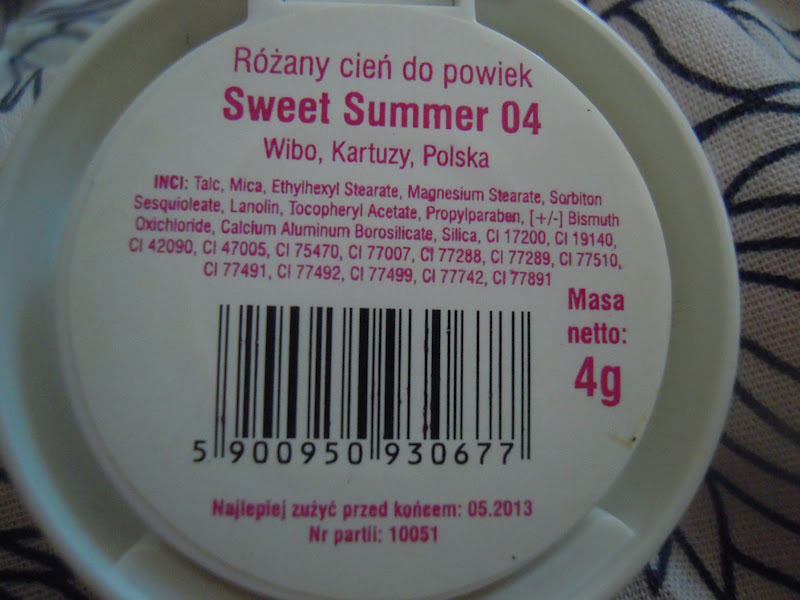 Różany cień do powiek
Sweet Summer 04
Wibo, Kartuzy, Polska
INCI: Talc, Mica, Ethylhexyl Stearate, Magnesium Stearate, Sorbiton
Sesquioleate, Lanolin, Tocopheryl Acetate, Propylparaben, [+/-] Bismuth
Oxichloride, Calcium Aluminum Borosilicate, Silica, CI 17200, CI 19140,
CI 42090, CI 47005, CI 75470, CI 77007, CI 77288, CI 77289, CI 77510,
CI 77491, CI 77492, CI 77499, CI 77742, CI 77891
Masa
netto:
4g
5 900950 930677
Najlepiej zużyć przed końcem: 05.2013
Nr partii: 10051